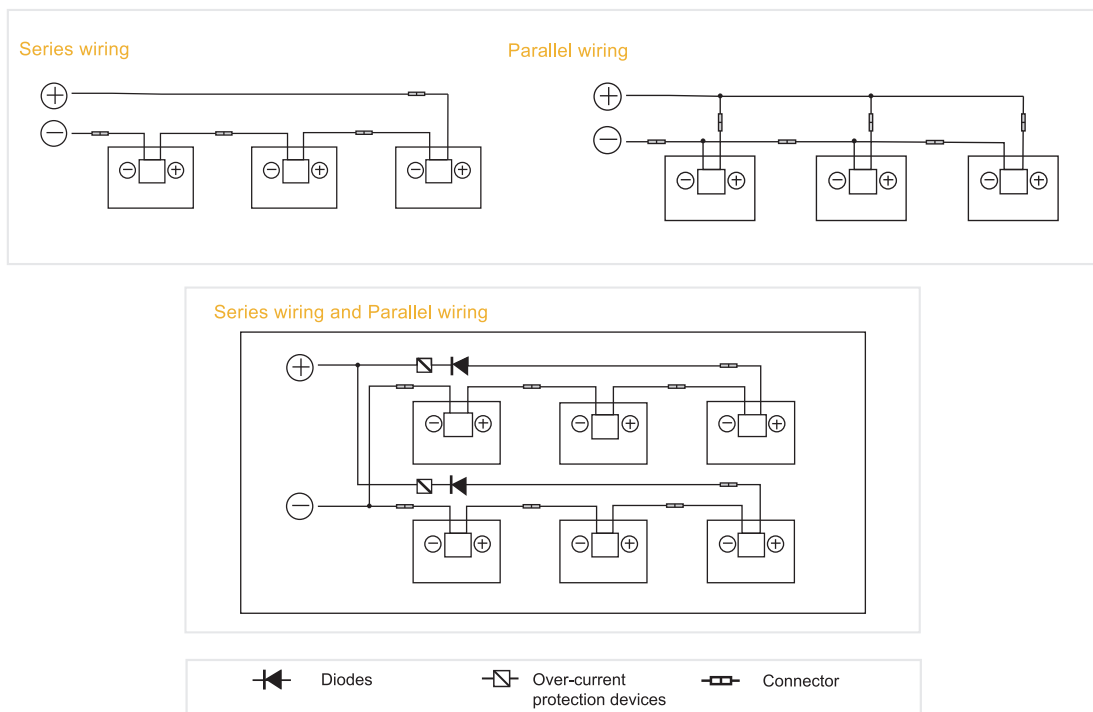 Series wiring
Parallel wiring
Series wiring and Parallel wiring
Diodes
Over-current
protection devices
Connector